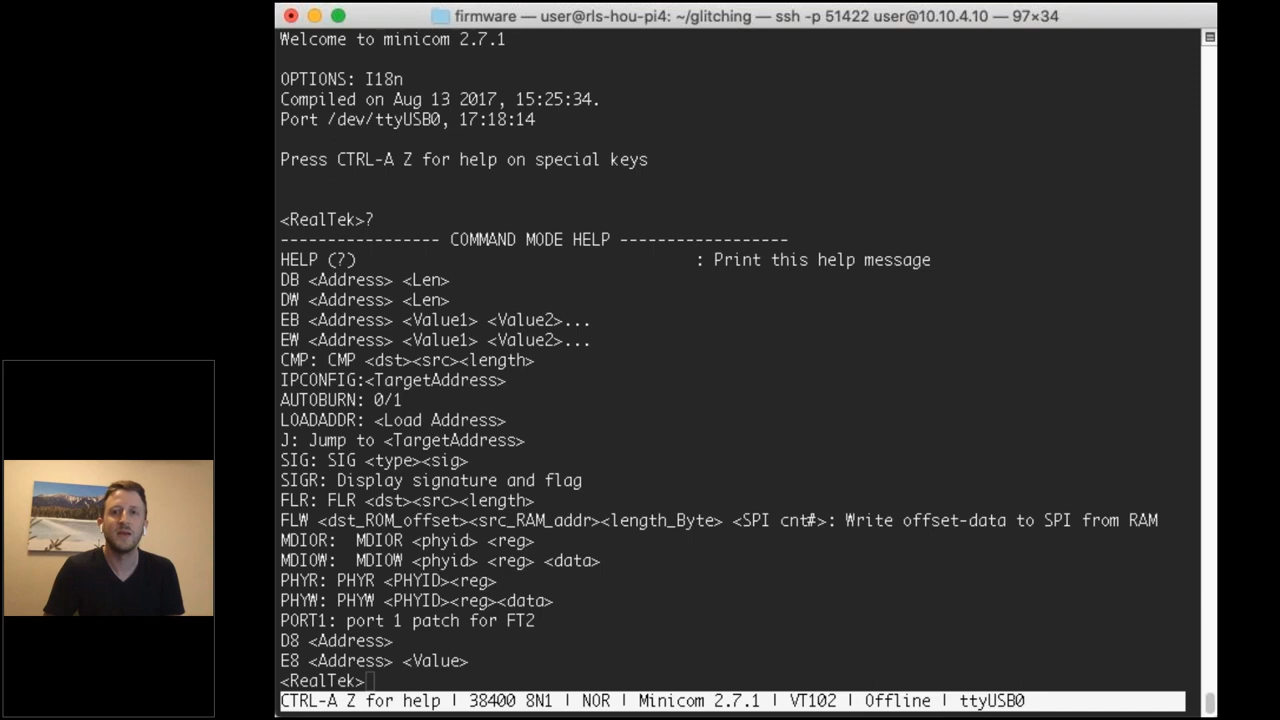 firmware — user@rls-hou-pi4: ~/glitching — ssh -p 51422 user@10.10.4.10 — 97×34
Welcome to minicom 2.7.1
OPTIONS: I18n
Compiled on Aug 13 2017, 15:25:34.
Port /dev/ttyUSB0, 17:18:14
Press CTRL-A Z for help on special keys
<RealTek>?
----------------- COMMAND MODE HELP ------------------
HELP (?) : Print this help message
DB <Address> <Len>
DW <Address> <Len>
EB <Address> <Value1> <Value2>...
EW <Address> <Value1> <Value2>...
CMP: CMP <dst><src><length>
IPCONFIG:<TargetAddress>
AUTOBURN: 0/1
LOADADDR: <Load Address>
J: Jump to <TargetAddress>
SIG: SIG <type><sig>
SIGR: Display signature and flag
FLR: FLR <dst><src><length>
FLW <dst_ROM_offset><src_RAM_addr><length_Byte> <SPI cnt#>: Write offset-data to SPI from RAM
MDIOR:  MDIOR <phyid> <reg>
MDIOW:  MDIOW <phyid> <reg> <data>
PHYR: PHYR <PHYID><reg>
PHYW: PHYW <PHYID><reg><data>
PORT1: port 1 patch for FT2
D8 <Address>
E8 <Address> <Value>
<RealTek>
CTRL-A Z for help | 38400 8N1 | NOR | Minicom 2.7.1 | VT102 | Offline | ttyUSB0